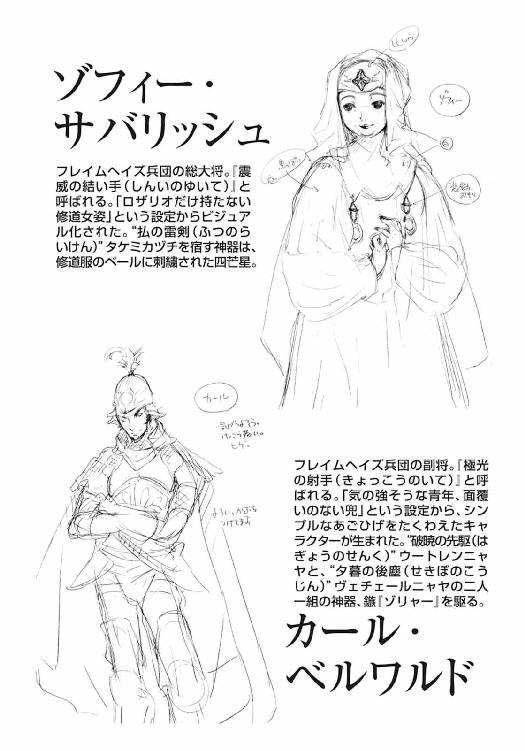 ゾフィー・
サバリッシュ
フレイムヘイズ兵団の総大将。『震
威の結い手(しんいのゆいて)』と
呼ばれる。「ロザリオだけ持たない
修道女姿」という設定からビジュア
ル化された。“払の雷剣(ふつのら
いけん)”タケミカヅチを宿す神器は、
修道服のベールに刺繍された四芒星。
ゾフィー
カール
フレイムヘイズ兵団の副将。『極光
の射手(きょっこうのいて)』と呼
ばれる。「気の強そうな青年、面覆
いのない兜」という設定から、シン
プルなあごひげをたくわえたキャ
ラクターが生まれた。“破暁の先駆(は
ぎょうのせんく)”ウートレンニャ
ヤと、“夕暮の後塵(せきぼのこう
じん)”ヴェチェールニャヤの二人
一組の神器、鏃『ゾリャー』を駆る。
カール・
ベルワルド